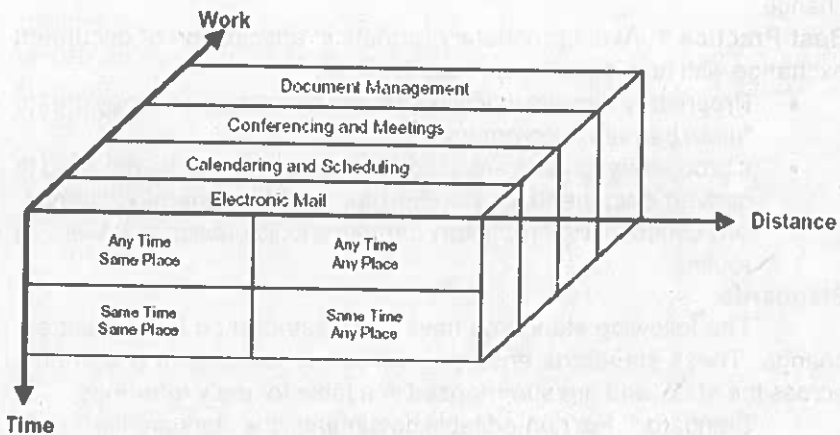 Work
Document Management
Conferencing and Meetings
Calendaring and Scheduling
Electronic Mail
Distance
Any Time
Same Place
Any Time
Any Place
Same Time
Same Place
Same Time
Any Place
Time